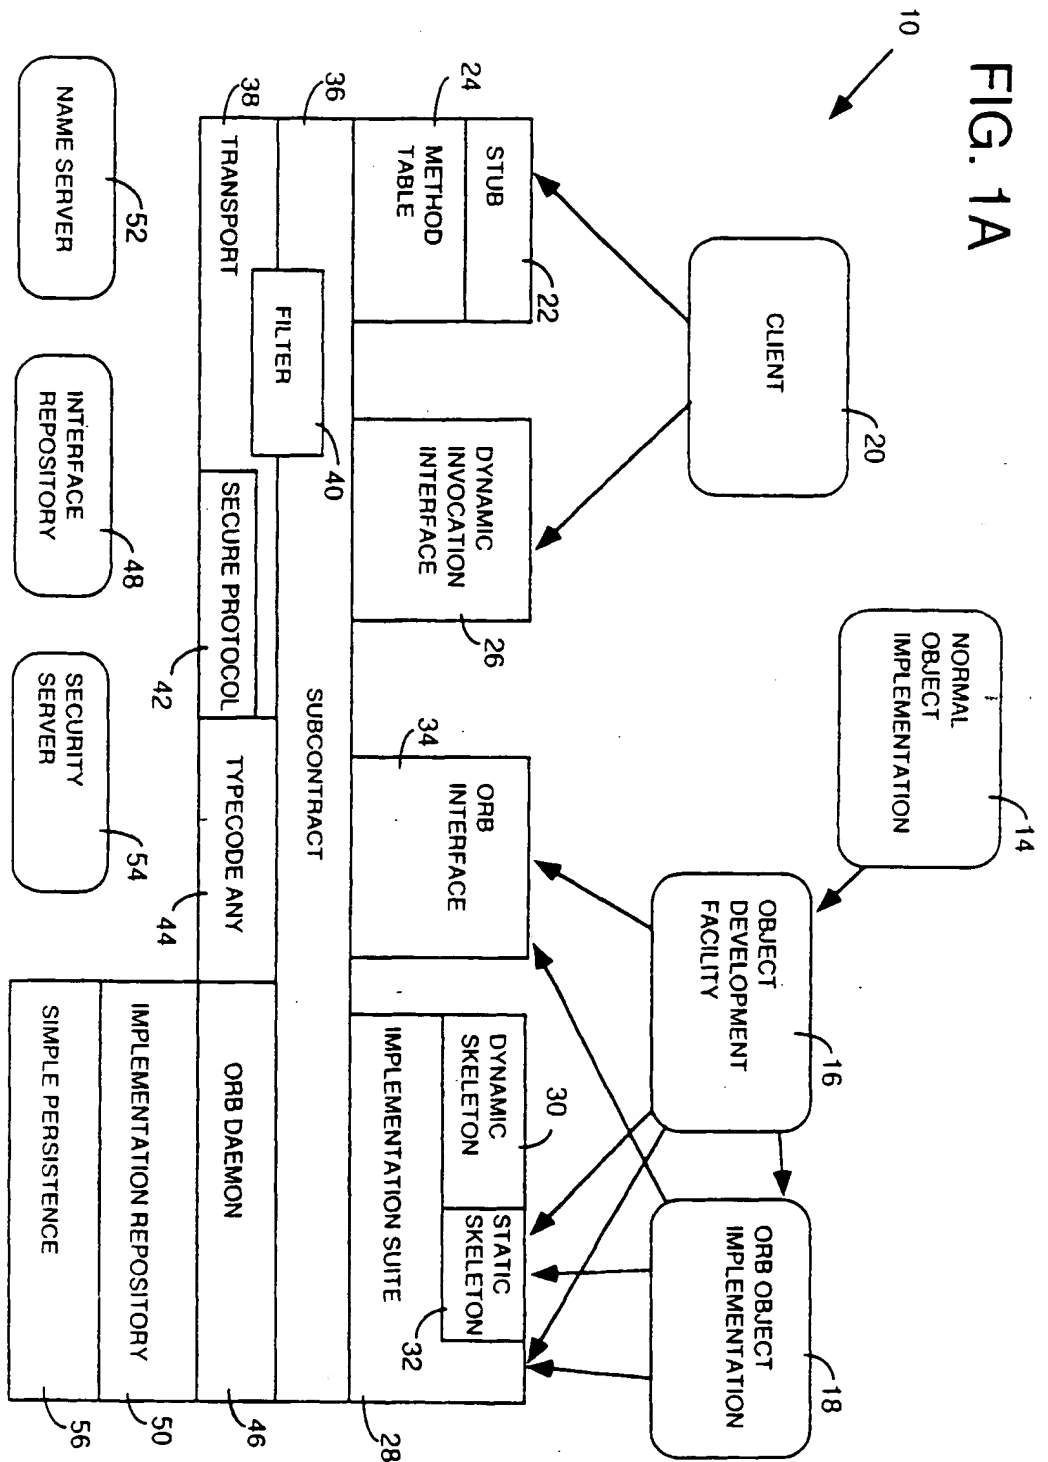 FIG. 1A
10
CLIENT
20
NORMAL
OBJECT
IMPLEMENTATION
14
OBJECT
DEVELOPMENT
FACILITY
16
ORB OBJECT
IMPLEMENTATION
18
STUB
22
24
METHOD
TABLE
DYNAMIC
INVOCATION
INTERFACE
26
34
ORB
INTERFACE
30
DYNAMIC
SKELETON
STATIC
SKELETON
32
IMPLEMENTATION SUITE
28
36
SUBCONTRACT
FILTER
40
38
TRANSPORT
SECURE PROTOCOL
42
TYPECODE ANY
44
ORB DAEMON
46
IMPLEMENTATION REPOSITORY
50
SIMPLE PERSISTENCE
56
NAME SERVER
52
INTERFACE
REPOSITORY
48
SECURITY
SERVER
54